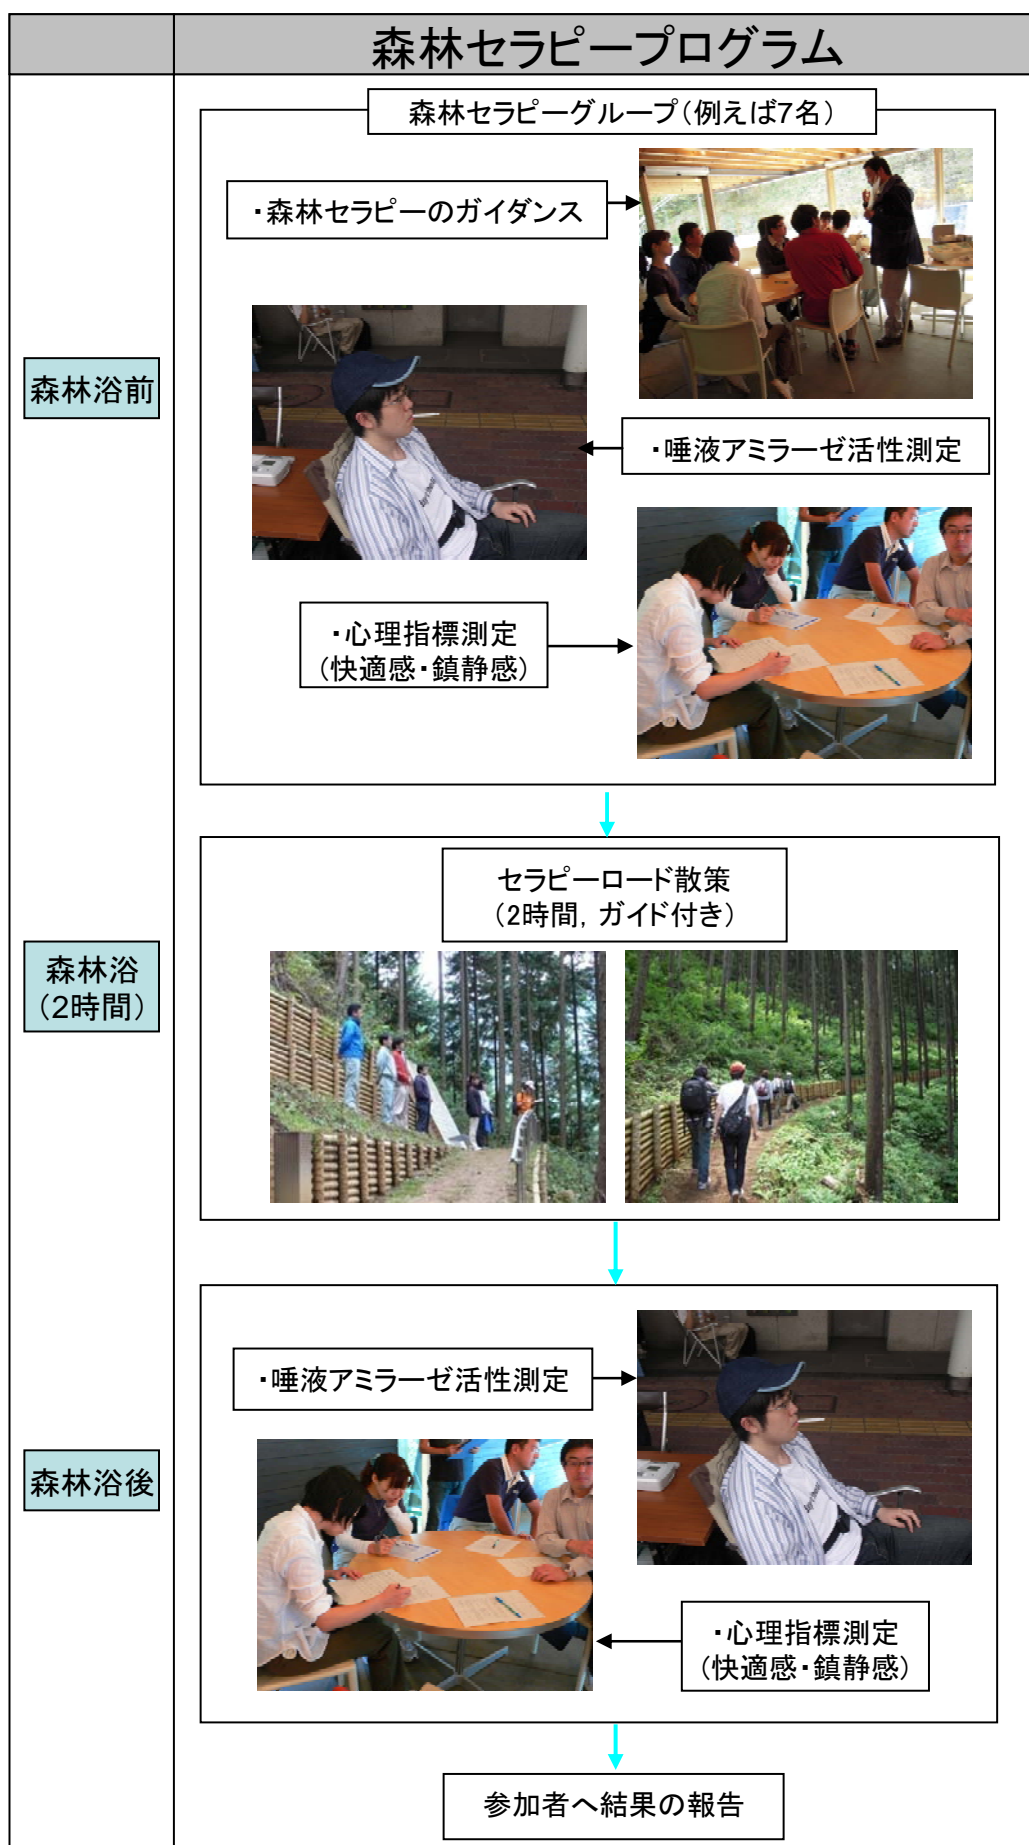 森林セラピープログラム
森林セラピーグループ（例えば7名）
・森林セラピーのガイダンス
森林浴前
・唾液アミラーゼ活性測定
・心理指標測定
(快適感・鎮静感）
セラピーロード散策
（2時間，ガイド付き）
森林浴
（2時間）
・唾液アミラーゼ活性測定
森林浴後
・心理指標測定
(快適感・鎮静感）
参加者へ結果の報告